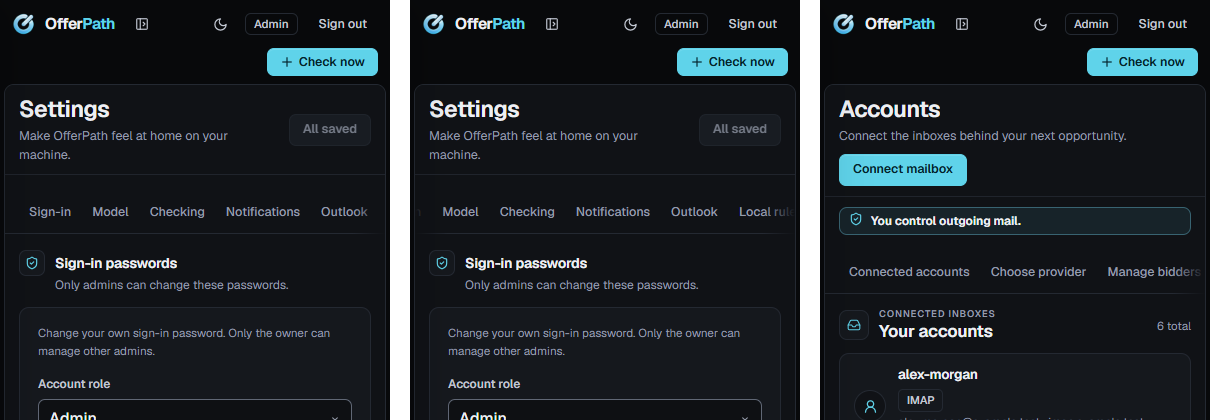 OfferPath
Admin
Sign out
Check now
Settings
Make OfferPath feel at home on your
machine.
All saved
Sign-in
Model
Checking
Notifications
Outlook
Sign-in passwords
Only admins can change these passwords.
Change your own sign-in password. Only the owner can
manage other admins.
Account role
Admin
OfferPath
Admin
Sign out
Check now
Settings
Make OfferPath feel at home on your
machine.
All saved
Model
Checking
Notifications
Outlook
Local
Sign-in passwords
Only admins can change these passwords.
Change your own sign-in password. Only the owner can
manage other admins.
Account role
Admin
OfferPath
Admin
Sign out
Check now
Accounts
Connect the inboxes behind your next opportunity.
Connect mailbox
You control outgoing mail.
Connected accounts
Choose provider
Manage bidders
CONNECTED INBOXES
Your accounts
6 total
alex-morgan
IMAP